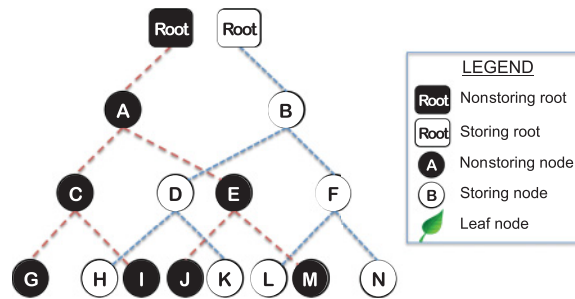 Root Root
A B
C D E F
G H I J K L M N
LEGEND
Root Nonstoring root
Root Storing root
A Nonstoring node
B Storing node
Leaf node